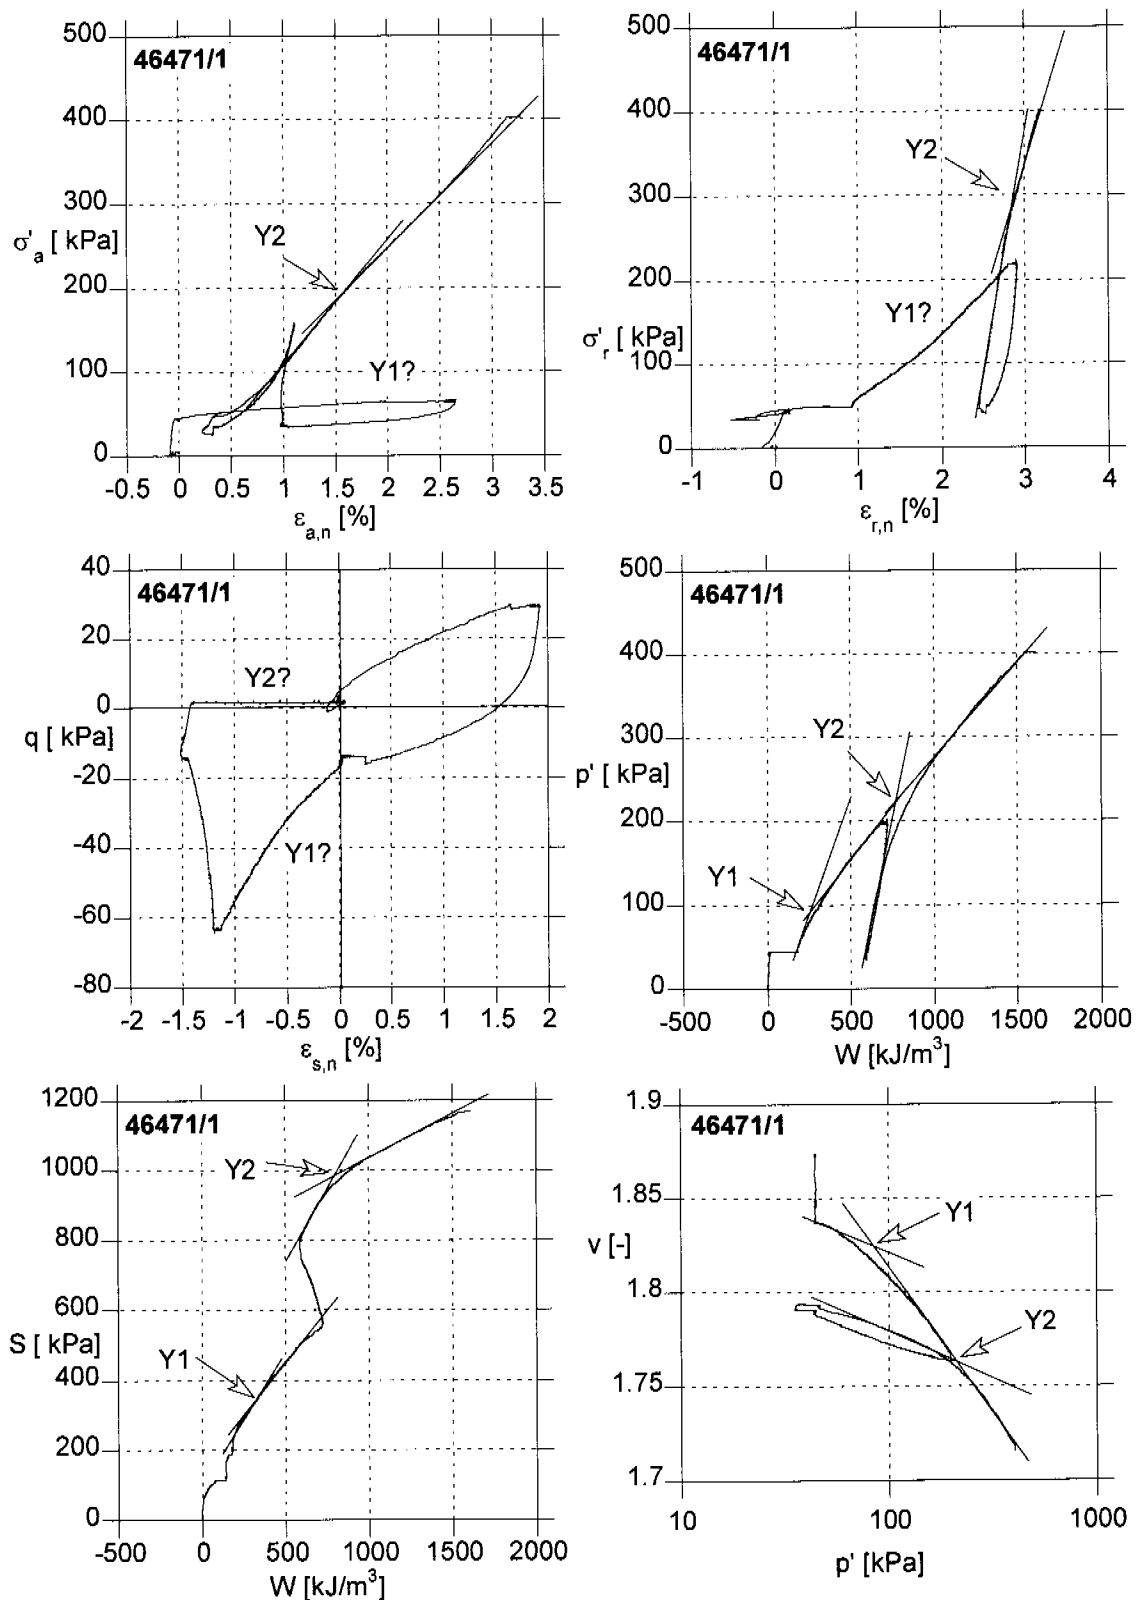 500
46471/1
400
σ'a [ kPa]
300
Y2
200
100
Y1?
0
-0.5 0 0.5 1 1.5 2 2.5 3 3.5
εa,n [%]
500
46471/1
400
Y2
300
200
Y1?
σ'r [ kPa]
100
0
-1 0 1 2 3 4
εr,n [%]
40
46471/1
20
Y2?
0
q [ kPa]
-20
-40
Y1?
-60
-80
-2 -1.5 -1 -0.5 0 0.5 1 1.5 2
εs,n [%]
500
46471/1
400
300
Y2
p' [ kPa]
200
Y1
100
0
-500 0 500 1000 1500 2000
W [kJ/m³]
1200
46471/1
1000
Y2
800
600
S [ kPa]
Y1
400
200
0
-500 0 500 1000 1500 2000
W [kJ/m³]
1.9
46471/1
1.85
Y1
v [-]
1.8
Y2
1.75
1.7
10 100 1000
p' [kPa]